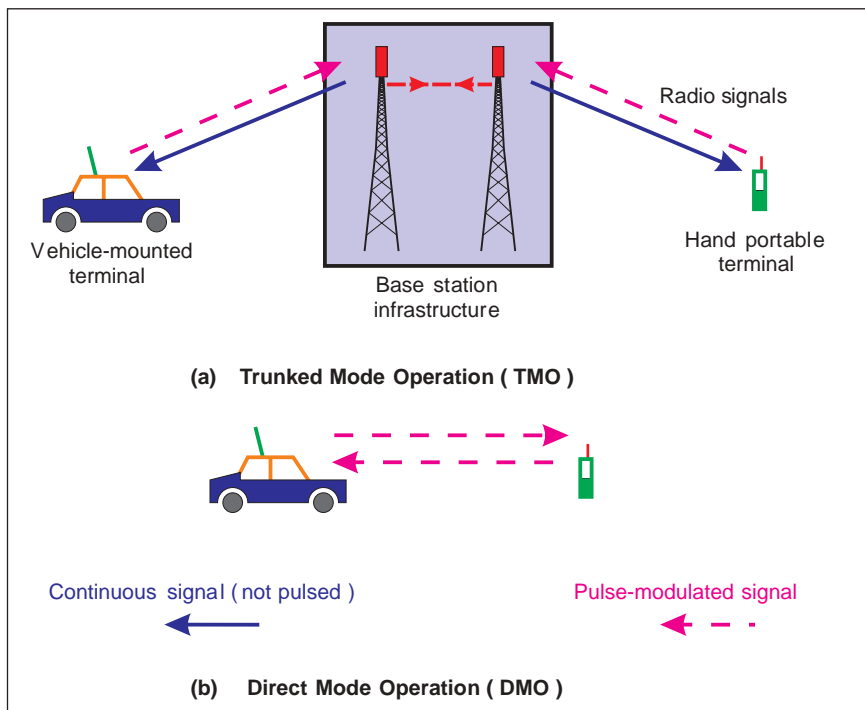 Radio signals
Vehicle-mounted
terminal
Hand portable
terminal
Base station
infrastructure
(a) Trunked Mode Operation ( TMO )
Continuous signal ( not pulsed )
Pulse-modulated signal
(b) Direct Mode Operation ( DMO )